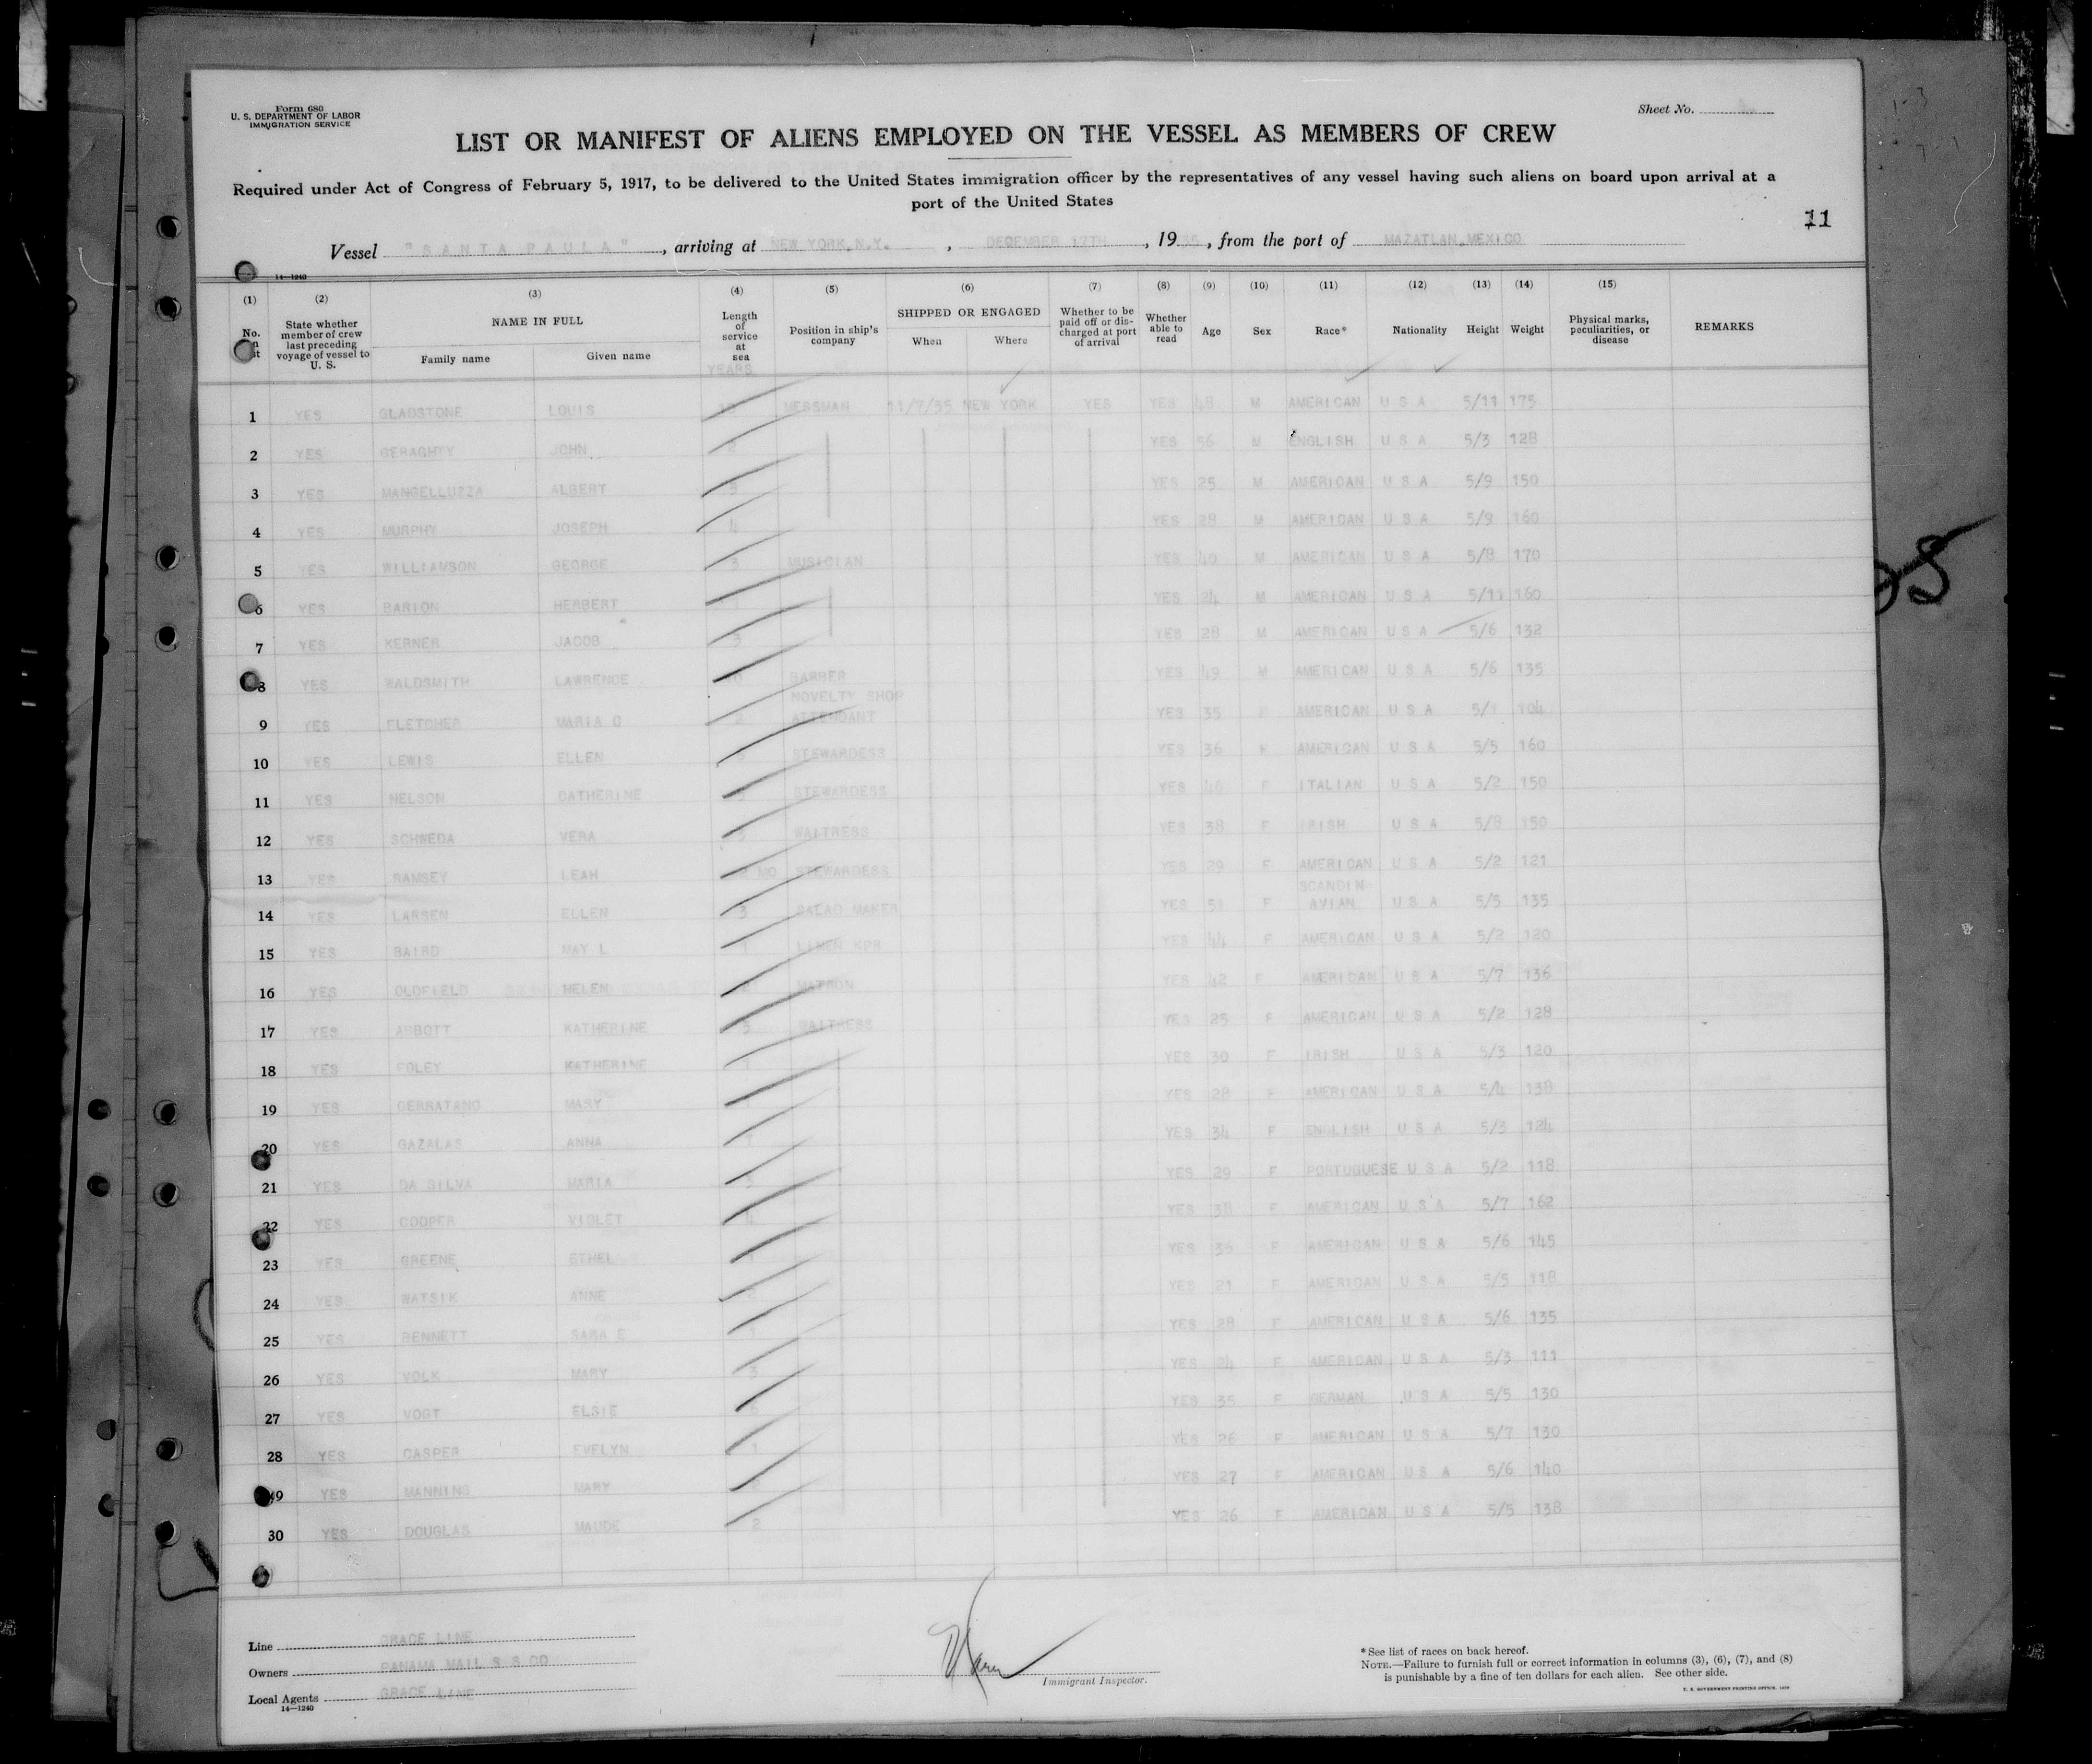 Form 680
U. S. DEPARTMENT OF LABOR
IMMIGRATION SERVICE
Sheet No.
LIST OR MANIFEST OF ALIENS EMPLOYED ON THE VESSEL AS MEMBERS OF CREW
Required under Act of Congress of February 5, 1917, to be delivered to the United States immigration officer by the representatives of any vessel having such aliens on board upon arrival at a
port of the United States
11
Vessel "SANTA PAULA", arriving at NEW YORK,N.Y., DECEMBER 17TH, 1935, from the port of MAZATLAN,MEXICO
14—1240
(1) (2) (3) (4) (5) (6) (7) (8) (9) (10) (11) (12) (13) (14) (15)
No. State whether member of crew last preceding voyage of vessel to U. S. NAME IN FULL Family name Given name Length of service at sea YEARS Position in ship's company SHIPPED OR ENGAGED When Where Whether to be paid off or discharged at port of arrival Whether able to read Age Sex Race* Nationality Height Weight Physical marks, peculiarities, or disease REMARKS
1 YES GLADSTONE LOUIS MESSMAN 11/7/35 NEW YORK YES YES 48 M AMERICAN U S A 5/11 175
2 YES GERAGHTY JOHN 2 YES 56 M ENGLISH U S A 5/3 128
3 YES MANGELLUZZA ALBERT YES 25 M AMERICAN U S A 5/9 150
4 YES MURPHY JOSEPH 4 YES 28 M AMERICAN U S A 5/9 160
5 YES WILLIAMSON GEORGE 3 MUSICIAN YES 40 M AMERICAN U S A 5/8 170
6 YES BARION HERBERT YES 24 M AMERICAN U S A 5/11 160
7 YES KERNER JACOB 3 YES 28 M AMERICAN U S A 5/6 132
8 YES WALDSMITH LAWRENCE BARBER YES 49 M AMERICAN U S A 5/6 135
9 YES FLETCHER MARIA C 2 NOVELTY SHOP ATTENDANT YES 35 AMERICAN U S A 5/1 104
10 YES LEWIS ELLEN STEWARDESS YES 36 F AMERICAN U S A 5/5 160
11 YES NELSON CATHERINE STEWARDESS YES 46 F ITALIAN U S A 5/2 150
12 YES SCHWEDA VERA WAITRESS YES 38 F IRISH U S A 5/8 150
13 YES RAMSEY LEAH MO STEWARDESS YES 29 F AMERICAN U S A 5/2 121
14 YES LARSEN ELLEN 3 SALAD MAKER YES 51 F SCANDIN AVIAN U S A 5/5 135
15 YES BAIRD MAY L 1 LINEN KPR YES 44 F AMERICAN U S A 5/2 120
16 YES OLDFIELD HELEN MATRON YES 42 F AMERICAN U S A 5/7 136
17 YES ABBOTT KATHERINE 3 WAITRESS YES 25 F AMERICAN U S A 5/2 128
18 YES FOLEY KATHERINE YES 30 F IRISH U S A 5/3 120
19 YES CERRATANO MARY YES 28 F AMERICAN U S A 5/4 138
20 YES GAZALAS ANNA YES 34 F ENGLISH U S A 5/3 124
21 YES DA SILVA MARIA 3 YES 29 F PORTUGUESE U S A 5/2 118
22 YES COOPER VIOLET YES 38 F AMERICAN U S A 5/7 162
23 YES GREENE ETHEL YES 36 F AMERICAN U S A 5/6 145
24 YES WATSIK ANNE YES 21 F AMERICAN U S A 5/5 118
25 YES BENNETT SARA E 1 YES 28 F AMERICAN U S A 5/6 135
26 YES VOLK MARY 3 YES 24 F AMERICAN U S A 5/3 111
27 YES VOGT ELSIE YES 35 F GERMAN U S A 5/5 130
28 YES CASPER EVELYN 1 YES 26 F AMERICAN U S A 5/7 130
29 YES MANNING MARY YES 27 F AMERICAN U S A 5/6 140
30 YES DOUGLAS MAUDE 2 YES 26 F AMERICAN U S A 5/5 138
Line GRACE LINE
Owners PANAMA MAIL S S CO
Local Agents GRACE LINE
14—1240
Immigrant Inspector.
*See list of races on back hereof.
NOTE.—Failure to furnish full or correct information in columns (3), (6), (7), and (8)
is punishable by a fine of ten dollars for each alien. See other side.